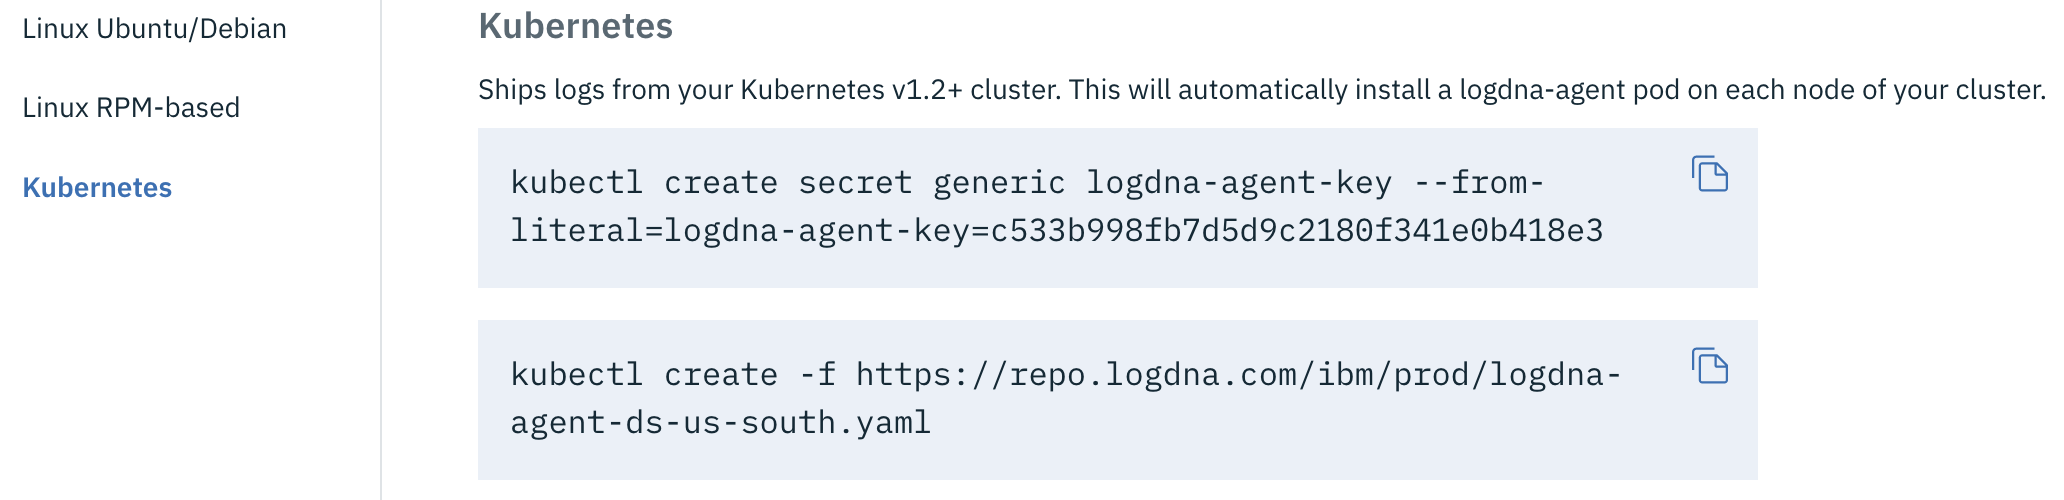 Linux Ubuntu/Debian
Linux RPM-based
Kubernetes
Kubernetes
Ships logs from your Kubernetes v1.2+ cluster. This will automatically install a logdna-agent pod on each node of your cluster.
kubectl create secret generic logdna-agent-key --from-
literal=logdna-agent-key=c533b998fb7d5d9c2180f341e0b418e3
kubectl create -f https://repo.logdna.com/ibm/prod/logdna-
agent-ds-us-south.yaml